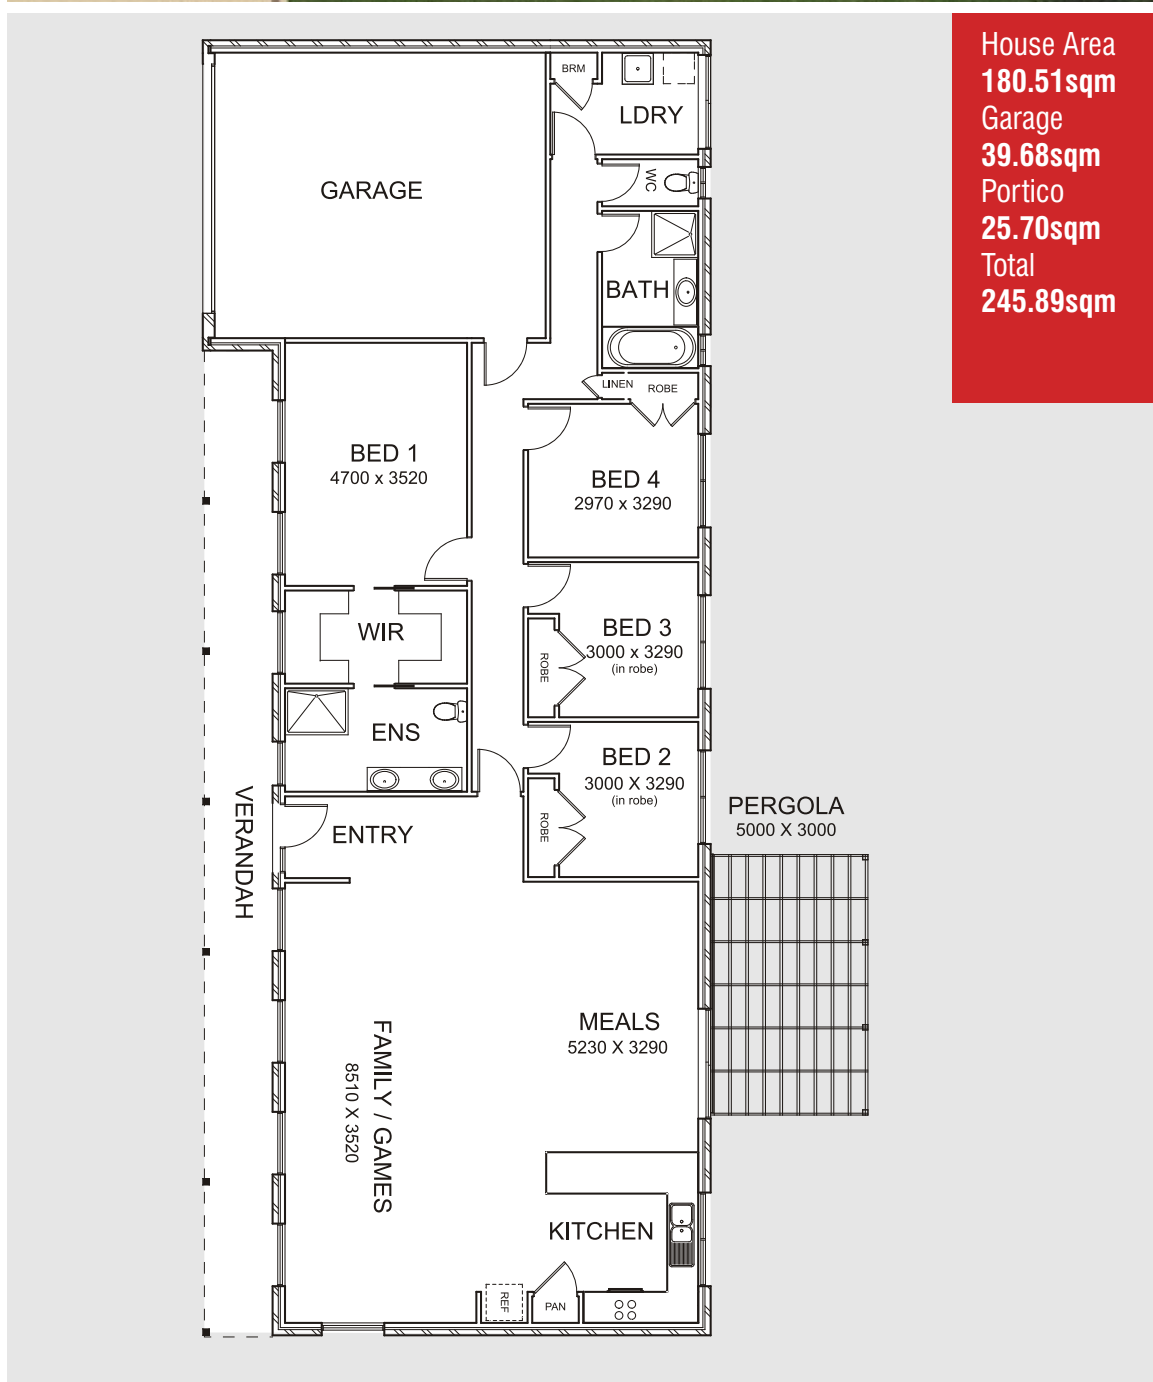 House Area
180.51sqm
Garage
39.68sqm
Portico
25.70sqm
Total
245.89sqm
BRM
LDRY
GARAGE
WC
BATH
LINEN
ROBE
BED 1
4700 x 3520
BED 4
2970 x 3290
WIR
BED 3
3000 x 3290
(in robe)
ROBE
ENS
BED 2
3000 X 3290
(in robe)
ROBE
VERANDAH
ENTRY
PERGOLA
5000 X 3000
FAMILY / GAMES
8510 X 3520
MEALS
5230 X 3290
KITCHEN
REF
PAN